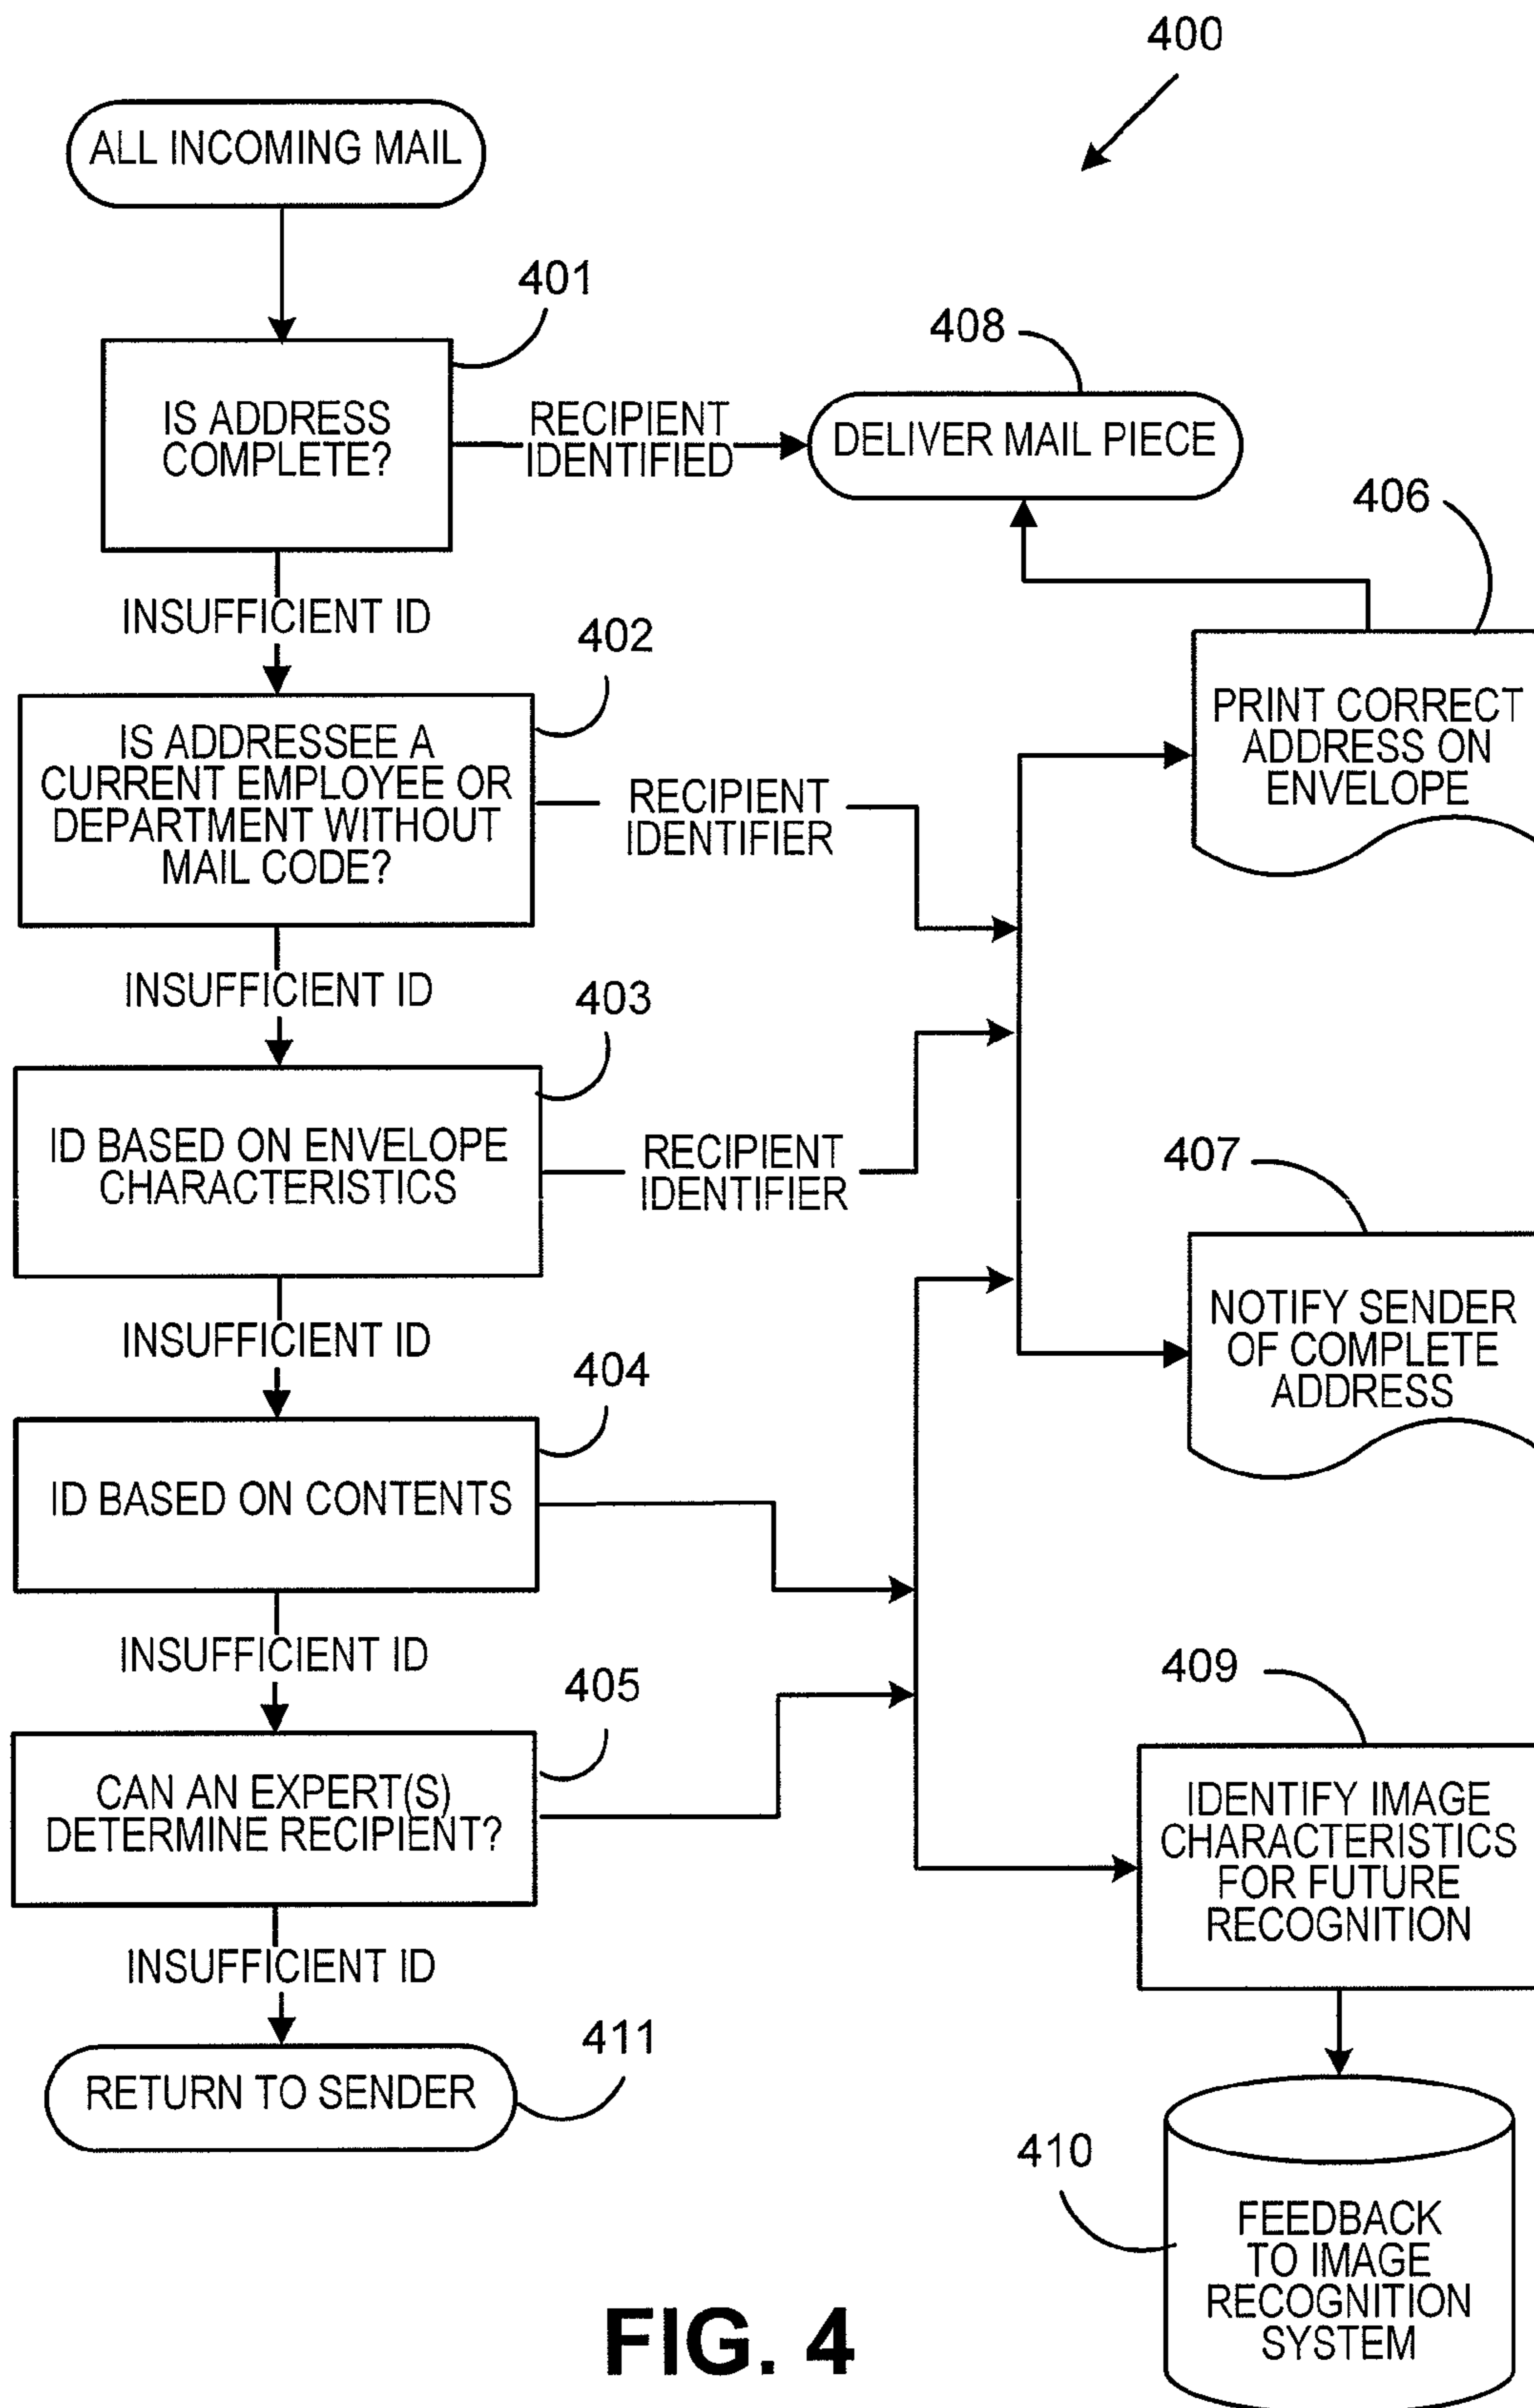 400
ALL INCOMING MAIL
401
IS ADDRESS
COMPLETE?
RECIPIENT
IDENTIFIED
408
DELIVER MAIL PIECE
406
INSUFFICIENT ID
402
IS ADDRESSEE A
CURRENT EMPLOYEE OR
DEPARTMENT WITHOUT
MAIL CODE?
RECIPIENT
IDENTIFIER
PRINT CORRECT
ADDRESS ON
ENVELOPE
INSUFFICIENT ID
403
ID BASED ON ENVELOPE
CHARACTERISTICS
RECIPIENT
IDENTIFIER
407
NOTIFY SENDER
OF COMPLETE
ADDRESS
INSUFFICIENT ID
404
ID BASED ON CONTENTS
INSUFFICIENT ID
405
CAN AN EXPERT(S)
DETERMINE RECIPIENT?
409
IDENTIFY IMAGE
CHARACTERISTICS
FOR FUTURE
RECOGNITION
INSUFFICIENT ID
411
RETURN TO SENDER
410
FEEDBACK
TO IMAGE
RECOGNITION
SYSTEM
FIG. 4